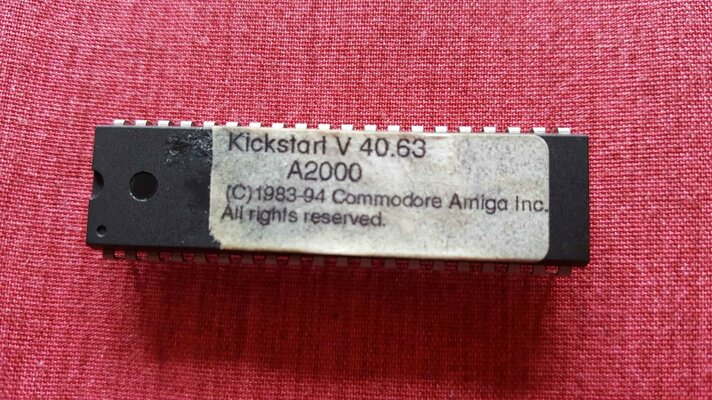 Kickstart V 40.63
A2000
(C)1983-94 Commodore Amiga Inc.
All rights reserved.